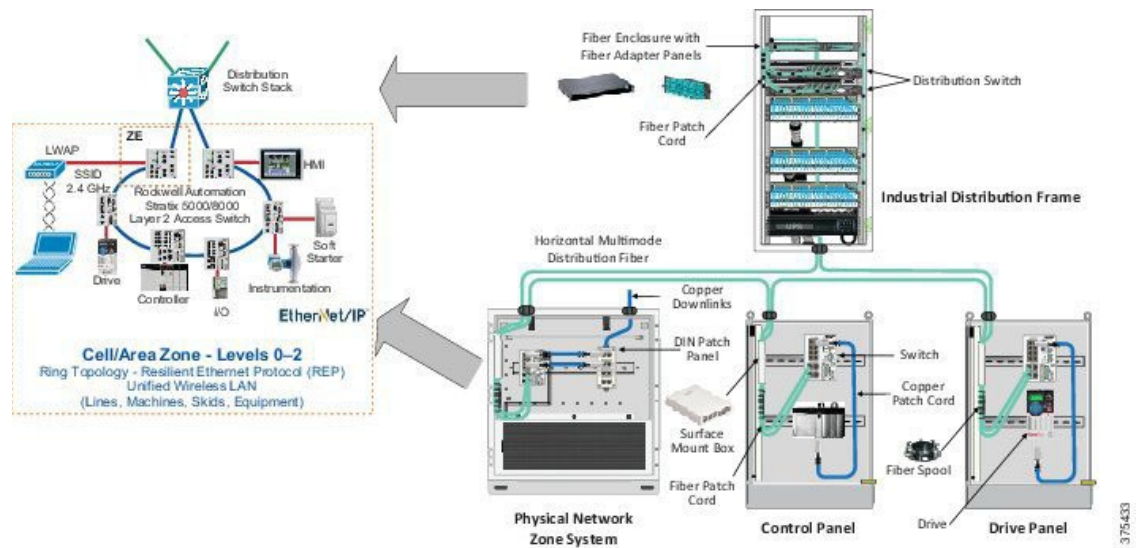 Distribution
Switch Stack
ZE
LWAP
SSID
2.4 GHz
HMI
Rockwell Automation
Stratix 5000/8000
Layer 2 Access Switch
Soft
Starter
Drive
Controller
I/O
Instrumentation
EtherNet/IP
Cell/Area Zone - Levels 0–2
Ring Topology - Resilient Ethernet Protocol (REP)
Unified Wireless LAN
(Lines, Machines, Skids, Equipment)
Fiber Enclosure with
Fiber Adapter Panels
Fiber Patch
Cord
Distribution Switch
UPS
Industrial Distribution Frame
Horizontal Multimode
Distribution Fiber
Copper
Downlinks
DIN Patch
Panel
Surface
Mount Box
Fiber Patch
Cord
Switch
Copper
Patch Cord
Fiber Spool
Drive
Physical Network
Zone System
Control Panel
Drive Panel
375433